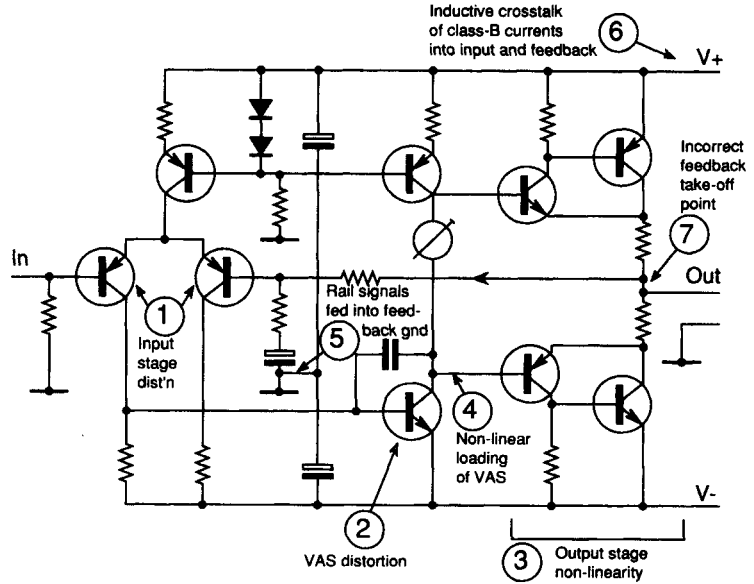 Inductive crosstalk
of class-B currents
into input and feedback
6
V+
Incorrect
feedback
take-off
point
7
In
Out
1
Input
stage
dist'n
Rail signals
fed into feed-
back gnd
5
4
Non-linear
loading
of VAS
2
VAS distortion
V-
3
Output stage
non-linearity